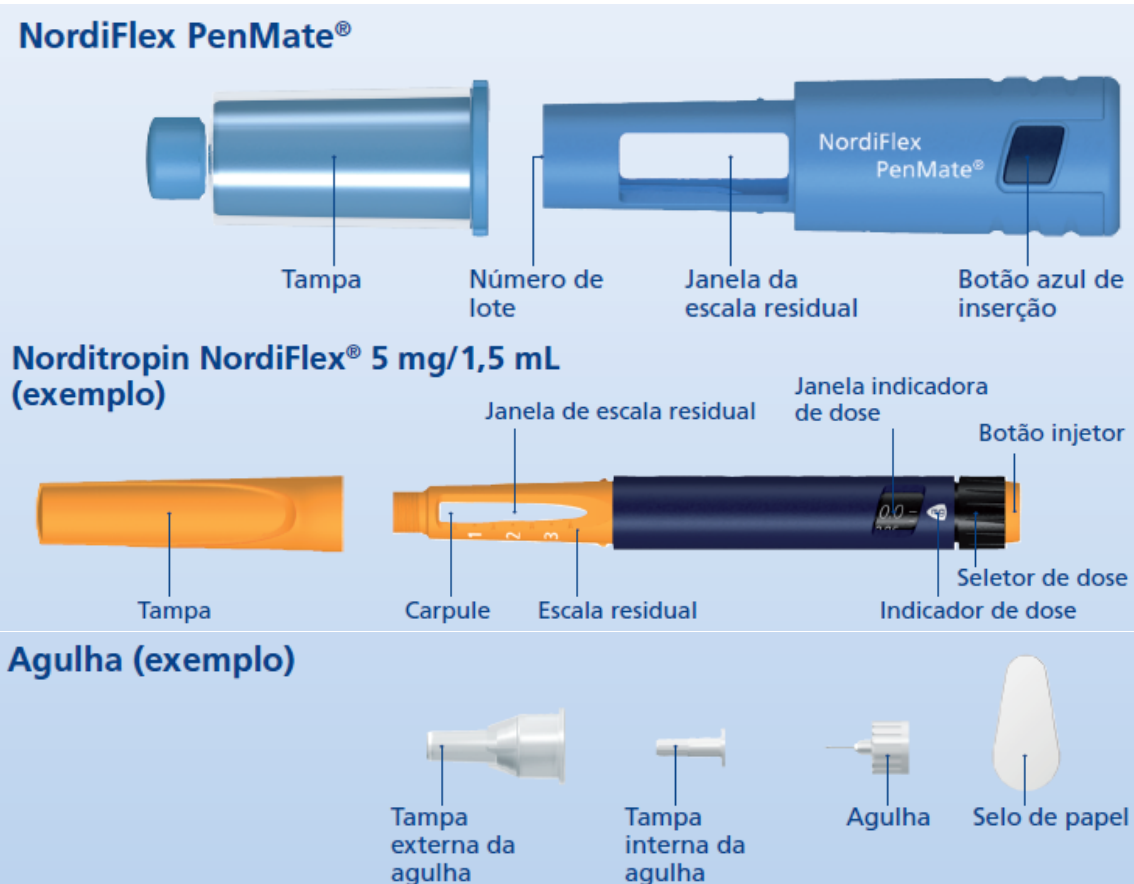 NordiFlex PenMate®
NordiFlex
PenMate®
Tampa
Número de
lote
Janela da
escala residual
Botão azul de
inserção
Norditropin NordiFlex® 5 mg/1,5 mL
(exemplo)
Janela de escala residual
Janela indicadora
de dose
Botão injetor
0.0
1 2 3
Seletor de dose
Tampa
Carpule
Escala residual
Indicador de dose
Agulha (exemplo)
Tampa
externa da
agulha
Tampa
interna da
agulha
Agulha
Selo de papel